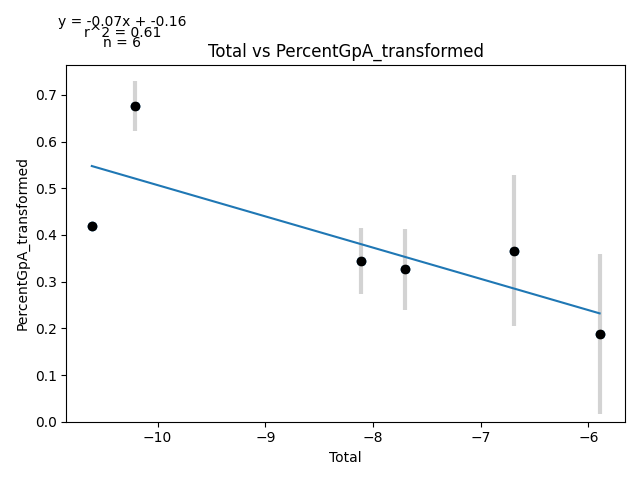 y = -0.07x + -0.16
r^2 = 0.61
n = 6
Total vs PercentGpA_transformed
PercentGpA_transformed
0.7
0.6
0.5
0.4
0.3
0.2
0.1
0.0
−10
−9
−8
−7
−6
Total